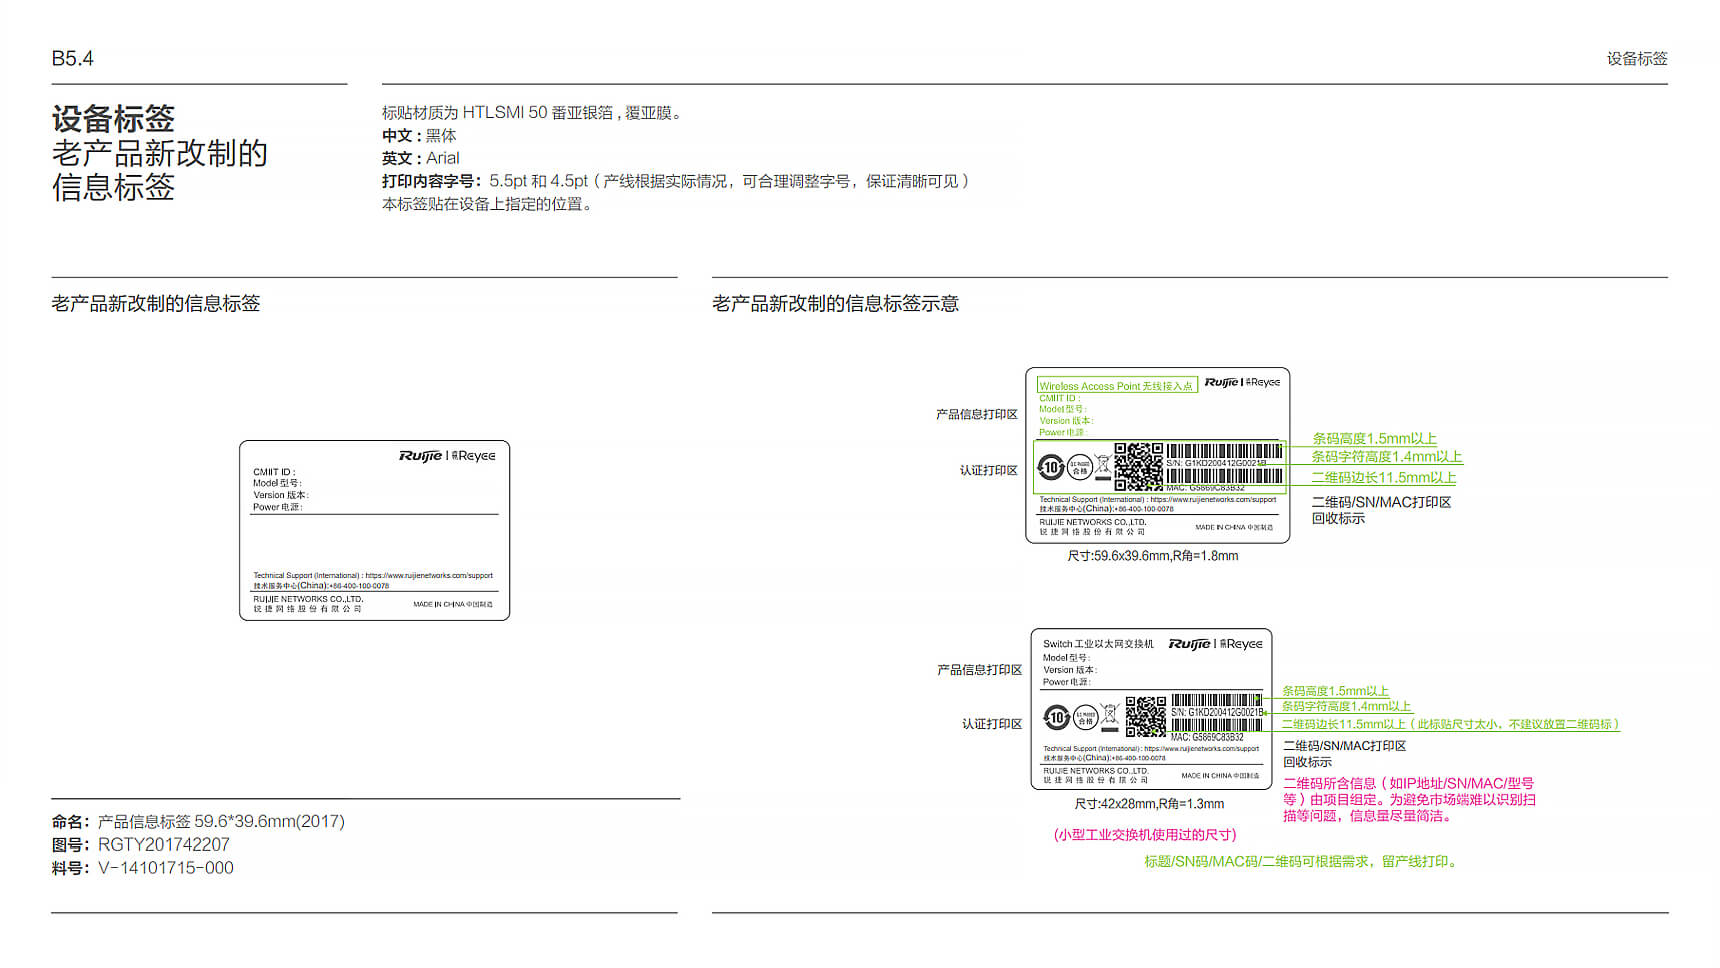 B5.4
设备标签
设备标签
老产品新改制的
信息标签
标贴材质为 HTLSMI 50 番亚银箔 , 覆亚膜。
中文 : 黑体
英文 : Arial
打印内容字号： 5.5pt 和 4.5pt（ 产线根据实际情况，可合理调整字号，保证清晰可见 ）
本标签贴在设备上指定的位置。
老产品新改制的信息标签
老产品新改制的信息标签示意
Ruijie | Reyee
CMIIT ID :
Model 型号:
Version 版本:
Power 电源:
Technical Support (International) : https://www.ruijienetworks.com/support
技术服务中心(China):+86-400-100-0078
RUIJIE NETWORKS CO.,LTD.
锐捷网络股份有限公司
MADE IN CHINA 中国制造
命名： 产品信息标签 59.6*39.6mm(2017)
图号： RGTY201742207
料号： V-14101715-000
产品信息打印区
认证打印区
Wireless Access Point 无线接入点
Ruijie | Reyee
CMIIT ID :
Model 型号:
Version 版本:
Power 电源:
10
合格
S/N: G1KD200412G0021B
MAC: G5869C83B32
Technical Support (International) : https://www.ruijienetworks.com/support
技术服务中心(China):+86-400-100-0078
RUIJIE NETWORKS CO.,LTD.
锐捷网络股份有限公司
MADE IN CHINA 中国制造
条码高度1.5mm以上
条码字符高度1.4mm以上
二维码边长11.5mm以上
二维码/SN/MAC打印区
回收标示
尺寸:59.6x39.6mm,R角=1.8mm
产品信息打印区
认证打印区
Switch 工业以太网交换机
Ruijie | Reyee
Model 型号:
Version 版本:
Power 电源:
10
合格
S/N: G1KD200412G0021B
MAC: G5869C83B32
Technical Support (International) : https://www.ruijienetworks.com/support
技术服务中心(China):+86-400-100-0078
RUIJIE NETWORKS CO.,LTD.
锐捷网络股份有限公司
MADE IN CHINA 中国制造
条码高度1.5mm以上
条码字符高度1.4mm以上
二维码边长11.5mm以上（ 此标贴尺寸太小，不建议放置二维码标 ）
二维码/SN/MAC打印区
回收标示
二维码所含信息（ 如IP地址/SN/MAC/型号
等 ）由项目组定。为避免市场端难以识别扫
描等问题，信息量尽量简洁。
尺寸:42x28mm,R角=1.3mm
(小型工业交换机使用过的尺寸)
标题/SN码/MAC码/二维码可根据需求，留产线打印。